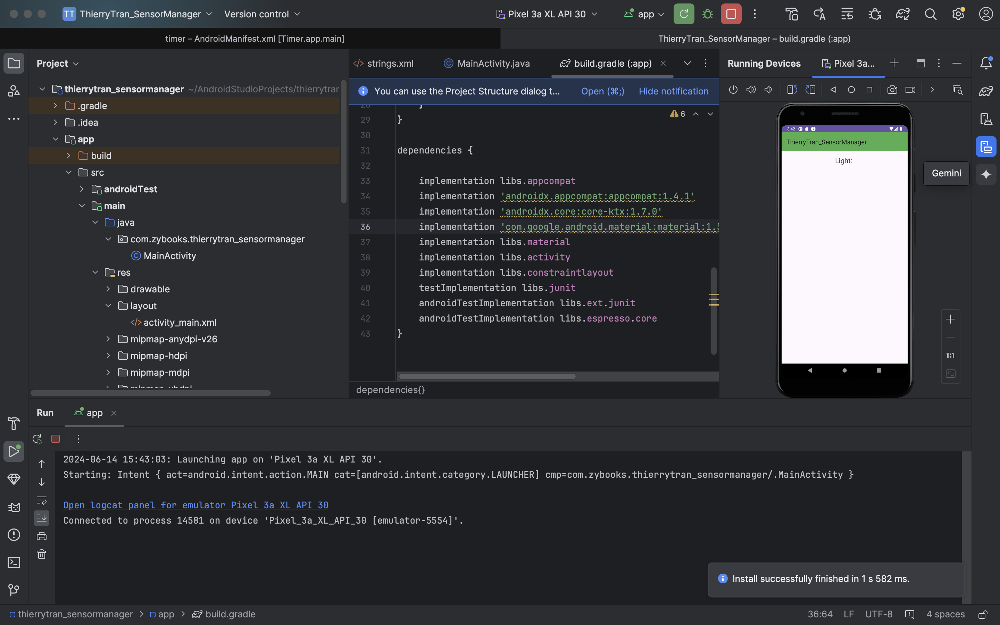 TT ThierryTran_SensorManager Version control Pixel 3a XL API 30 app
timer – AndroidManifest.xml [Timer.app.main] ThierryTran_SensorManager – build.gradle (:app)
Project
thierrytran_sensormanager ~/AndroidStudioProjects/thierrytran
.gradle
.idea
app
build
src
androidTest
main
java
com.zybooks.thierrytran_sensormanager
MainActivity
res
drawable
layout
</> activity_main.xml
mipmap-anydpi-v26
mipmap-hdpi
mipmap-mdpi
mipmap-xhdpi
</> strings.xml MainActivity.java build.gradle (:app)
You can use the Project Structure dialog t... Open (⌘;) Hide notification
28 }
6
29 }
30
31 dependencies {
32
33 implementation libs.appcompat
34 implementation 'androidx.appcompat:appcompat:1.4.1'
35 implementation 'androidx.core:core-ktx:1.7.0'
36 implementation 'com.google.android.material:material:1.5
37 implementation libs.material
38 implementation libs.activity
39 implementation libs.constraintlayout
40 testImplementation libs.junit
41 androidTestImplementation libs.ext.junit
42 androidTestImplementation libs.espresso.core
43 }
dependencies{}
Running Devices Pixel 3a...
3:42
ThierryTran_SensorManager
Light:
Gemini
1:1
Run app
2024-06-14 15:43:03: Launching app on 'Pixel 3a XL API 30'.
Starting: Intent { act=android.intent.action.MAIN cat=[android.intent.category.LAUNCHER] cmp=com.zybooks.thierrytran_sensormanager/.MainActivity }
Open logcat panel for emulator Pixel 3a XL API 30
Connected to process 14581 on device 'Pixel_3a_XL_API_30 [emulator-5554]'.
Install successfully finished in 1 s 582 ms.
thierrytran_sensormanager > app > build.gradle
36:64 LF UTF-8 4 spaces